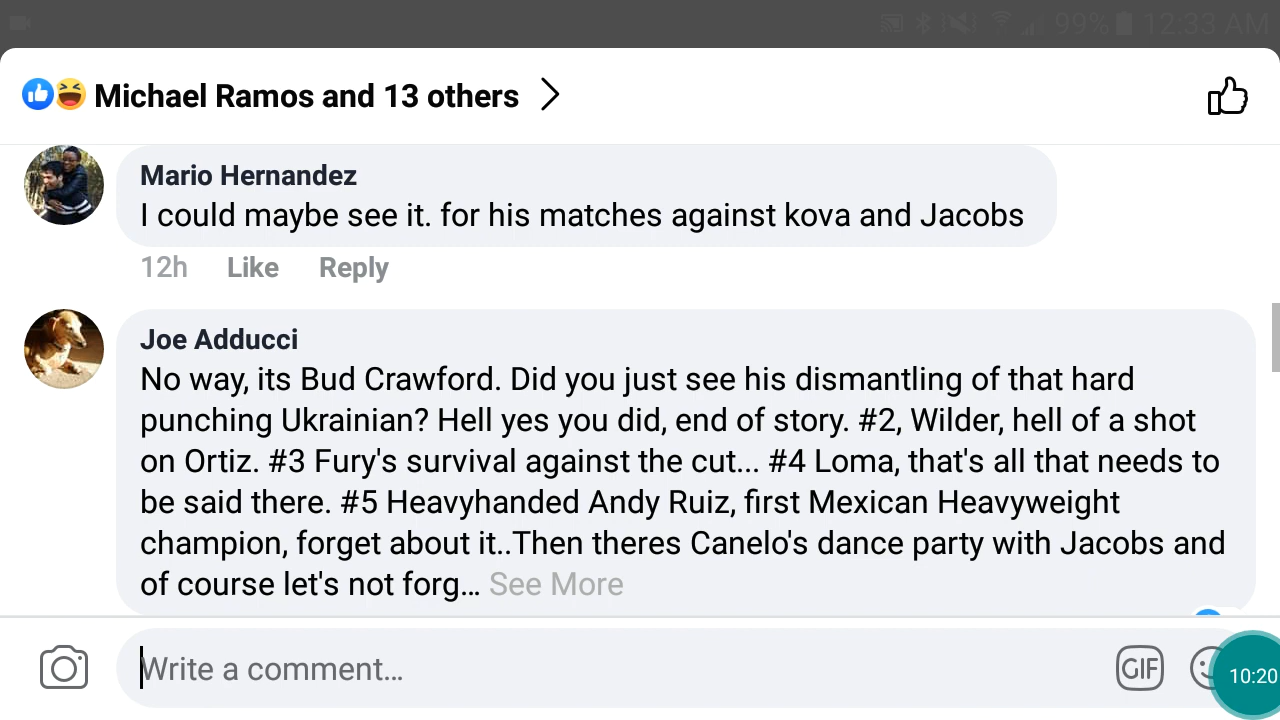 99% 12:33 AM
Michael Ramos and 13 others
Mario Hernandez
I could maybe see it. for his matches against kova and Jacobs
12h Like Reply
Joe Adducci
No way, its Bud Crawford. Did you just see his dismantling of that hard
punching Ukrainian? Hell yes you did, end of story. #2, Wilder, hell of a shot
on Ortiz. #3 Fury's survival against the cut... #4 Loma, that's all that needs to
be said there. #5 Heavyhanded Andy Ruiz, first Mexican Heavyweight
champion, forget about it..Then theres Canelo's dance party with Jacobs and
of course let's not forg... See More
Write a comment...
GIF
10:20